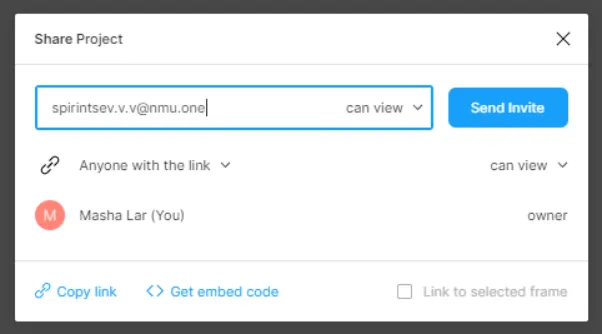 Share Project
spirintsev.v.v@nmu.one can view Send Invite
Anyone with the link can view
M Masha Lar (You) owner
Copy link <> Get embed code Link to selected frame